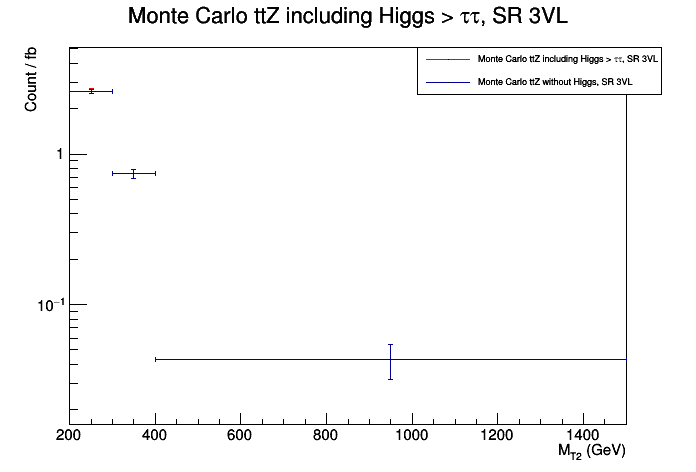 Monte Carlo ttZ including Higgs > ττ, SR 3VL
Count / fb
Monte Carlo ttZ including Higgs > ττ, SR 3VL
Monte Carlo ttZ without Higgs, SR 3VL
1
10⁻¹
200 400 600 800 1000 1200 1400
M_T2 (GeV)